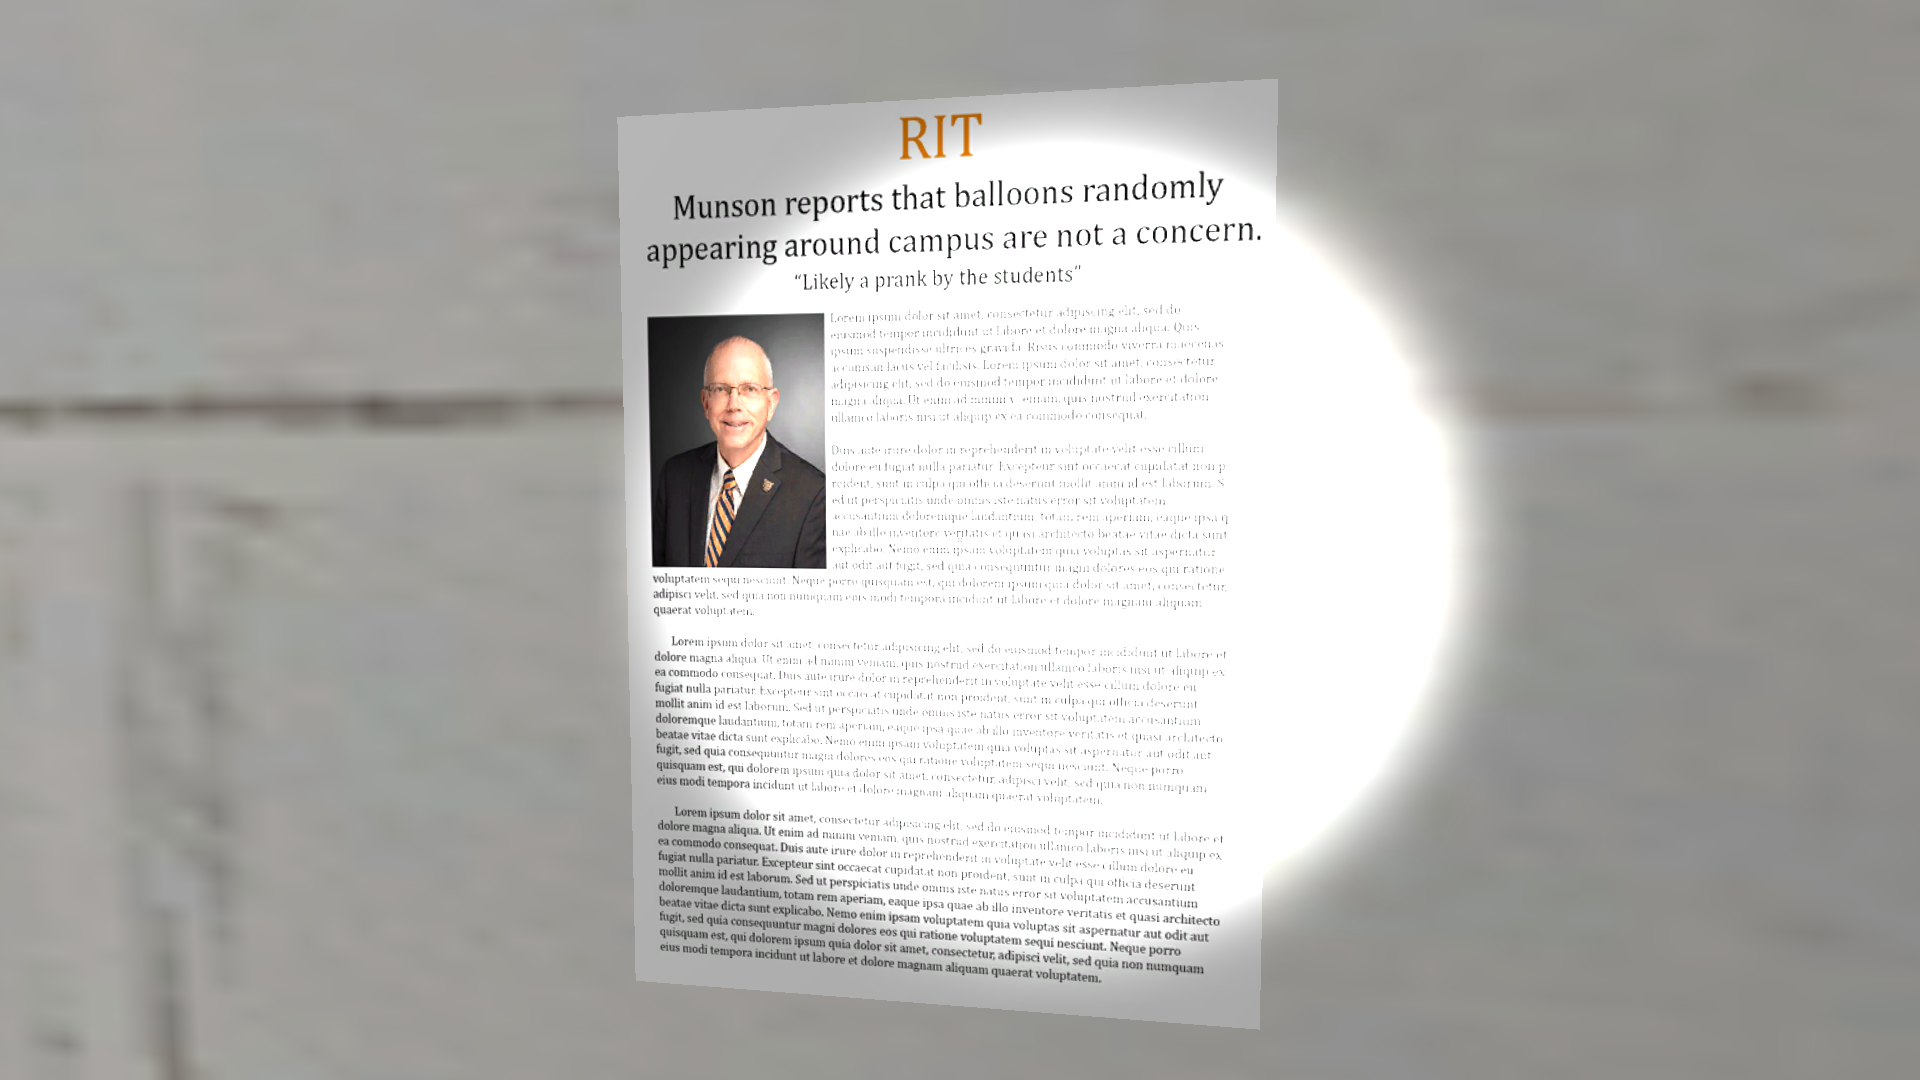 RIT
Munson reports that balloons randomly
appearing around campus are not a concern.
“Likely a prank by the students”
Lorem ipsum dolor sit amet, consectetur adipiscing elit, sed do
eiusmod tempor incididunt ut labore et dolore magna aliqua. Quis
ipsum suspendisse ultrices gravida. Risus commodo viverra maecenas
accumsan lacus vel facilisis. Lorem ipsum dolor sit amet, consectetur
adipisicing elit, sed do eiusmod tempor incididunt ut labore et dolore
magna aliqua. Ut enim ad minim veniam, quis nostrud exercitation
ullamco laboris nisi ut aliquip ex ea commodo consequat.
Duis aute irure dolor in reprehenderit in voluptate velit esse cillum
dolore eu fugiat nulla pariatur. Excepteur sint occaecat cupidatat non p
roident, sunt in culpa qui officia deserunt mollit anim id est laborum. S
ed ut perspiciatis unde omnis iste natus error sit voluptatem
accusantium doloremque laudantium, totam rem aperiam, eaque ipsa q
uae ab illo inventore veritatis et quasi architecto beatae vitae dicta sunt
explicabo. Nemo enim ipsam voluptatem quia voluptas sit aspernatur
aut odit aut fugit, sed quia consequuntur magni dolores eos qui ratione
voluptatem sequi nesciunt. Neque porro quisquam est, qui dolorem ipsum quia dolor sit amet, consectetur,
adipisci velit, sed quia non numquam eius modi tempora incidunt ut labore et dolore magnam aliquam
quaerat voluptatem.
Lorem ipsum dolor sit amet, consectetur adipisicing elit, sed do eiusmod tempor incididunt ut labore et
dolore magna aliqua. Ut enim ad minim veniam, quis nostrud exercitation ullamco laboris nisi ut aliquip ex
ea commodo consequat. Duis aute irure dolor in reprehenderit in voluptate velit esse cillum dolore eu
fugiat nulla pariatur. Excepteur sint occaecat cupidatat non proident, sunt in culpa qui officia deserunt
mollit anim id est laborum. Sed ut perspiciatis unde omnis iste natus error sit voluptatem accusantium
doloremque laudantium, totam rem aperiam, eaque ipsa quae ab illo inventore veritatis et quasi architecto
beatae vitae dicta sunt explicabo. Nemo enim ipsam voluptatem quia voluptas sit aspernatur aut odit aut
fugit, sed quia consequuntur magni dolores eos qui ratione voluptatem sequi nesciunt. Neque porro
quisquam est, qui dolorem ipsum quia dolor sit amet, consectetur, adipisci velit, sed quia non numquam
eius modi tempora incidunt ut labore et dolore magnam aliquam quaerat voluptatem.
Lorem ipsum dolor sit amet, consectetur adipisicing elit, sed do eiusmod tempor incididunt ut labore et
dolore magna aliqua. Ut enim ad minim veniam, quis nostrud exercitation ullamco laboris nisi ut aliquip ex
ea commodo consequat. Duis aute irure dolor in reprehenderit in voluptate velit esse cillum dolore eu
fugiat nulla pariatur. Excepteur sint occaecat cupidatat non proident, sunt in culpa qui officia deserunt
mollit anim id est laborum. Sed ut perspiciatis unde omnis iste natus error sit voluptatem accusantium
doloremque laudantium, totam rem aperiam, eaque ipsa quae ab illo inventore veritatis et quasi architecto
beatae vitae dicta sunt explicabo. Nemo enim ipsam voluptatem quia voluptas sit aspernatur aut odit aut
fugit, sed quia consequuntur magni dolores eos qui ratione voluptatem sequi nesciunt. Neque porro
quisquam est, qui dolorem ipsum quia dolor sit amet, consectetur, adipisci velit, sed quia non numquam
eius modi tempora incidunt ut labore et dolore magnam aliquam quaerat voluptatem.